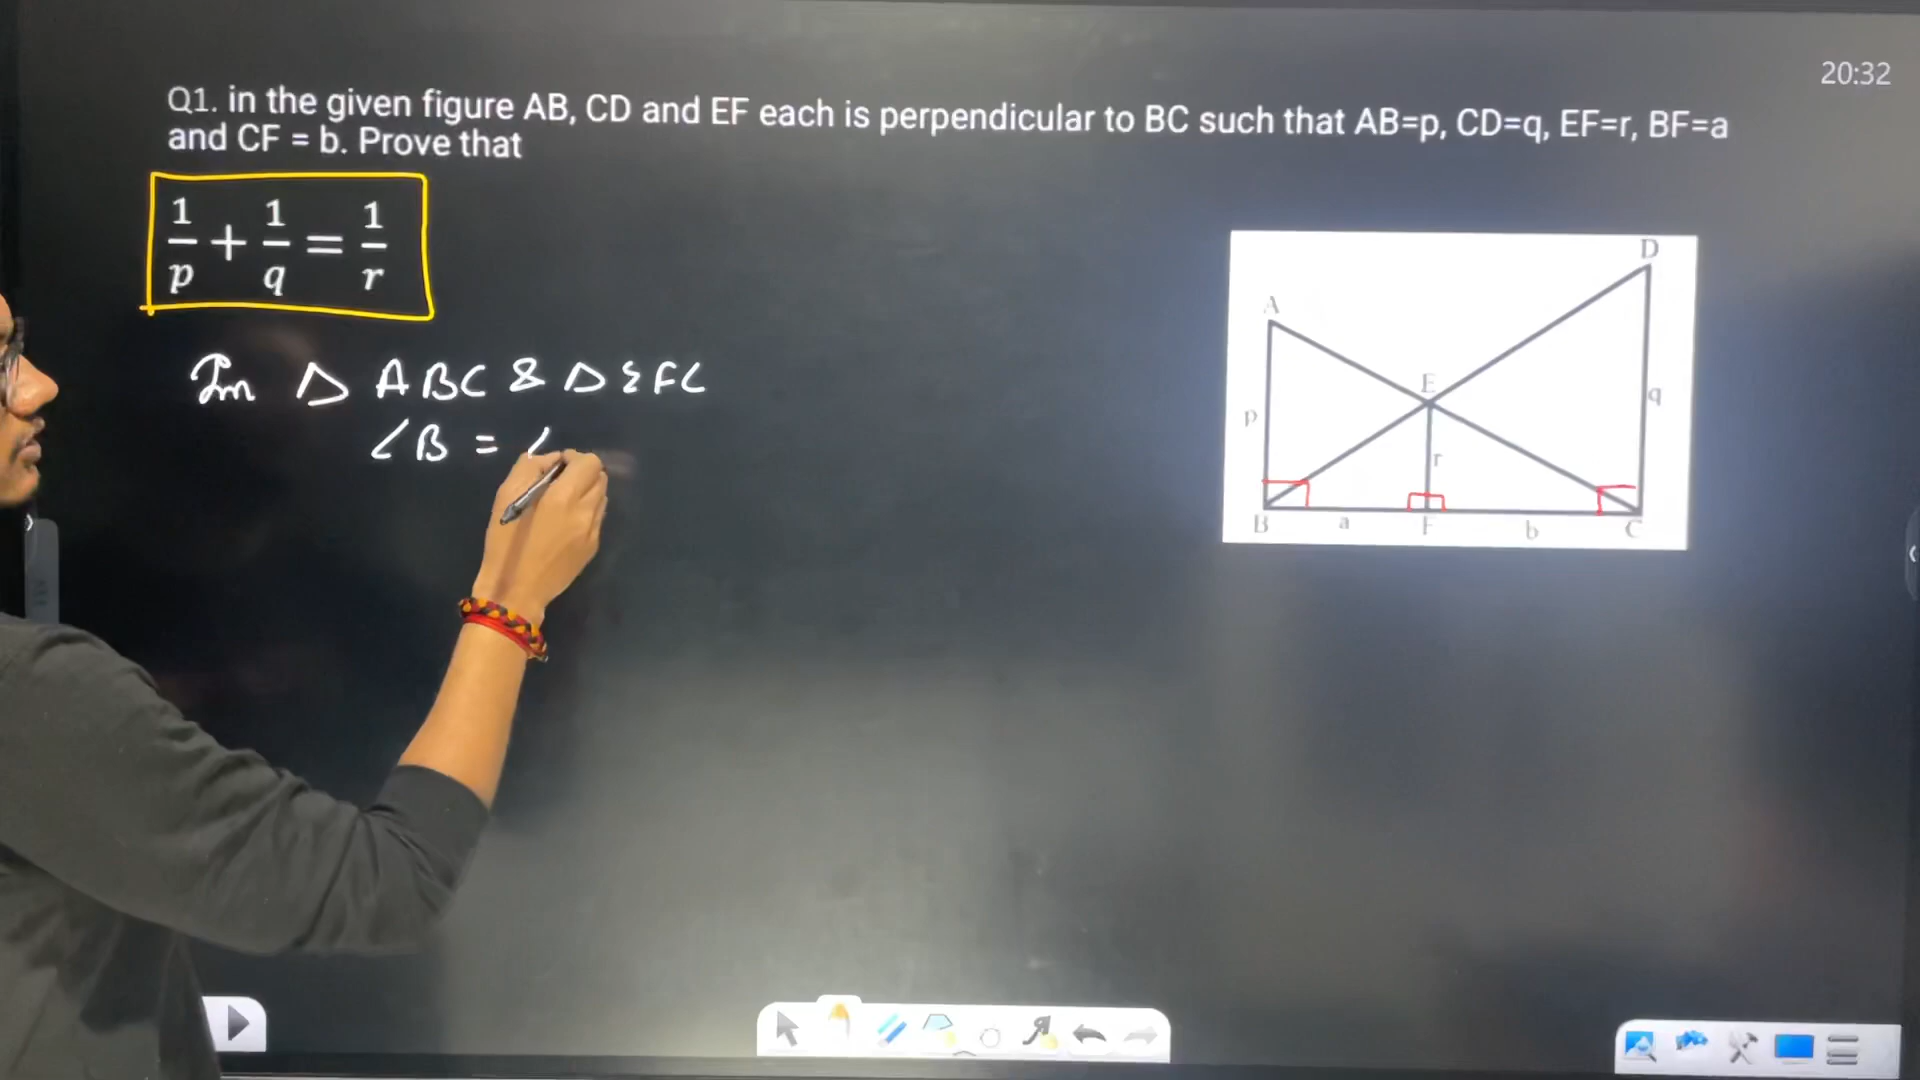 20:32
Q1. in the given figure AB, CD and EF each is perpendicular to BC such that AB=p, CD=q, EF=r, BF=a
and CF = b. Prove that
1/p + 1/q = 1/r
In △ ABC & △ EFC
∠B = ∠
D
A
E
p
q
r
B a F b C